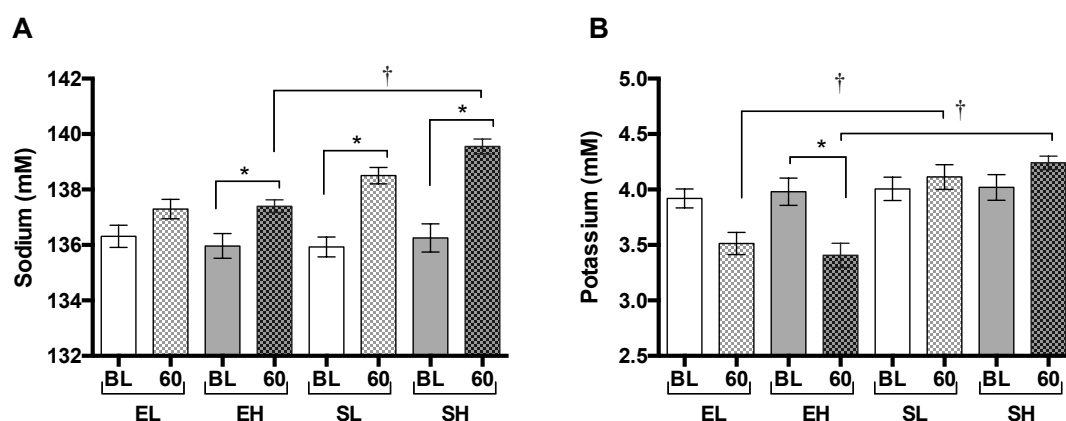 A
Sodium (mM)
142
140
138
136
134
132
†
*
*
*
BL 60 BL 60 BL 60 BL 60
EL EH SL SH
B
Potassium (mM)
5.0
4.5
4.0
3.5
3.0
2.5
†
†
*
BL 60 BL 60 BL 60 BL 60
EL EH SL SH